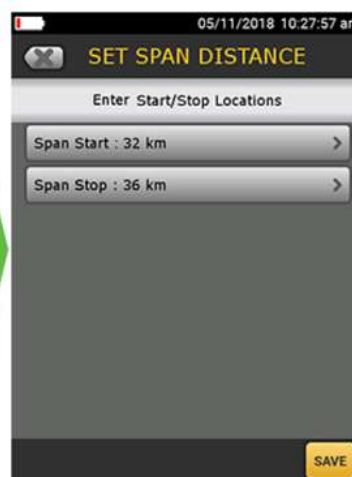 05/11/2018 10:27:57 am
SET SPAN DISTANCE
Enter Start/Stop Locations
Span Start : 32 km
Span Stop : 36 km
SAVE